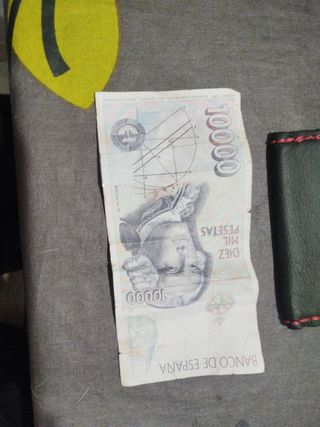 10000
DIEZ
MIL
PESETAS
10000
BANCO DE ESPAÑA